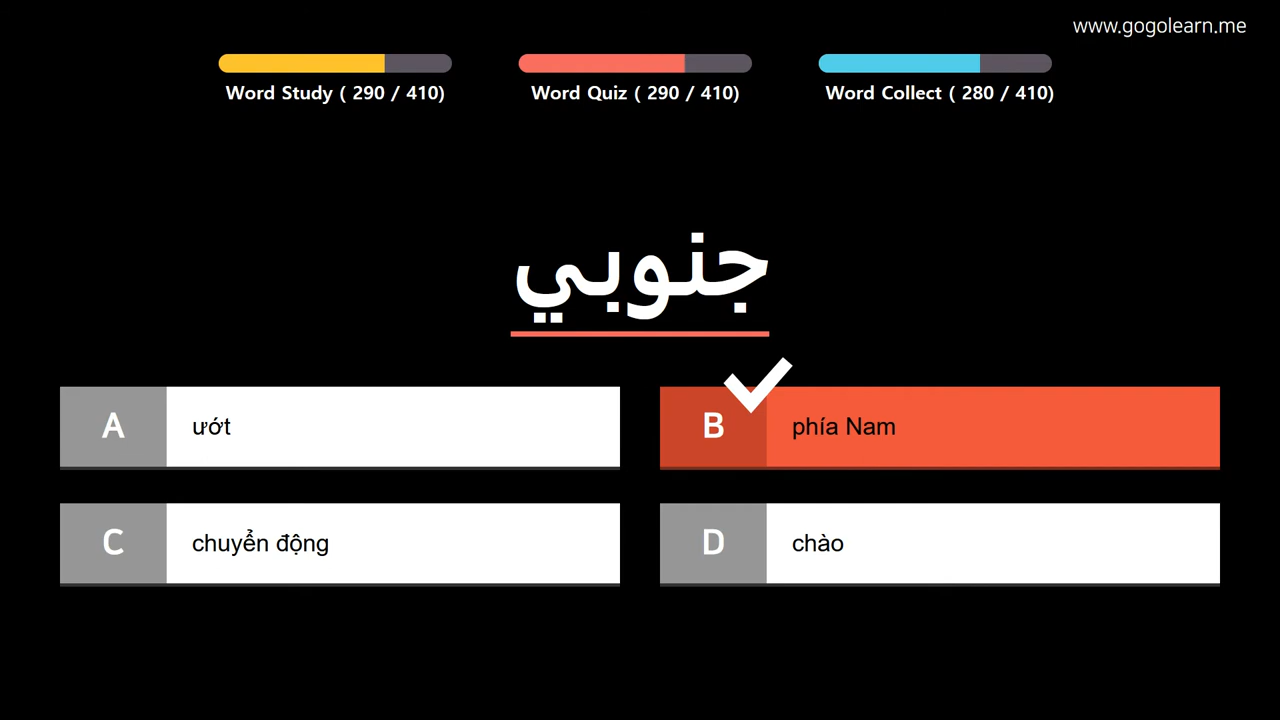 www.gogolearn.me
Word Study ( 290 / 410)
Word Quiz ( 290 / 410)
Word Collect ( 280 / 410)
جنوبي
A ướt
B phía Nam
C chuyển động
D chào